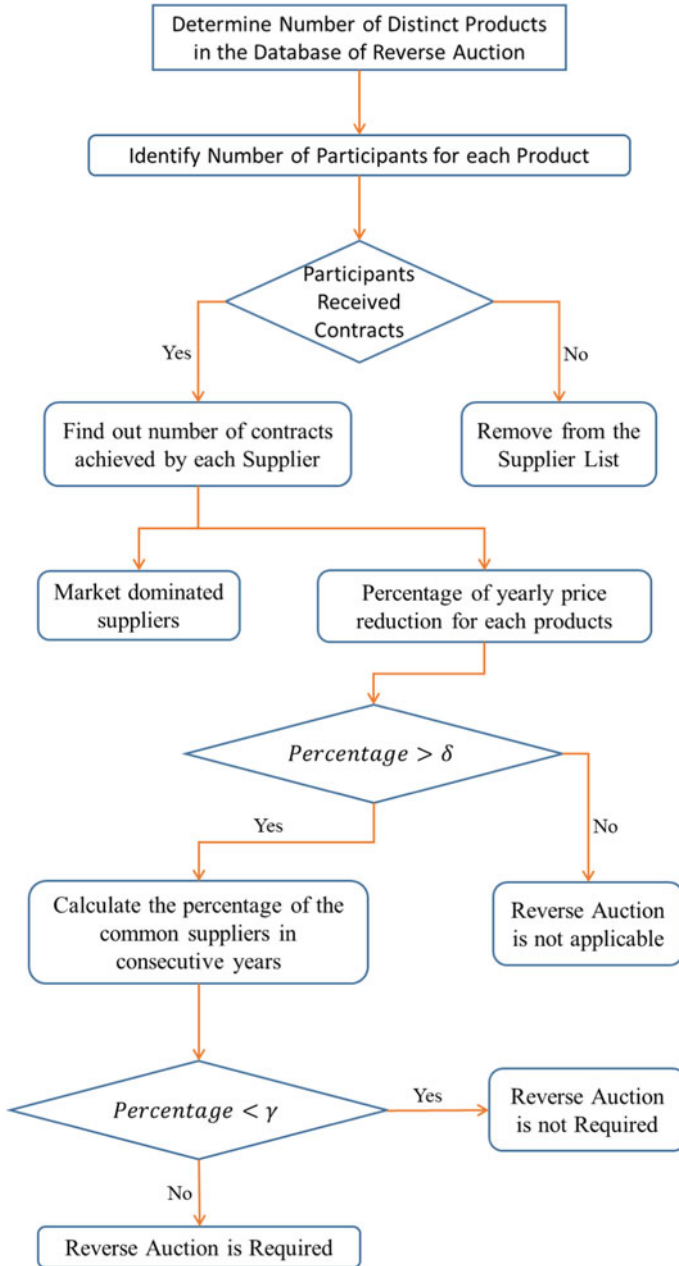 Determine Number of Distinct Products
in the Database of Reverse Auction
Identify Number of Participants for each Product
Participants
Received
Contracts
Yes
No
Find out number of contracts
achieved by each Supplier
Remove from the
Supplier List
Market dominated
suppliers
Percentage of yearly price
reduction for each products
Percentage > δ
Yes
No
Calculate the percentage of the
common suppliers in
consecutive years
Reverse Auction
is not applicable
Percentage < γ
Yes
Reverse Auction
is not Required
No
Reverse Auction is Required